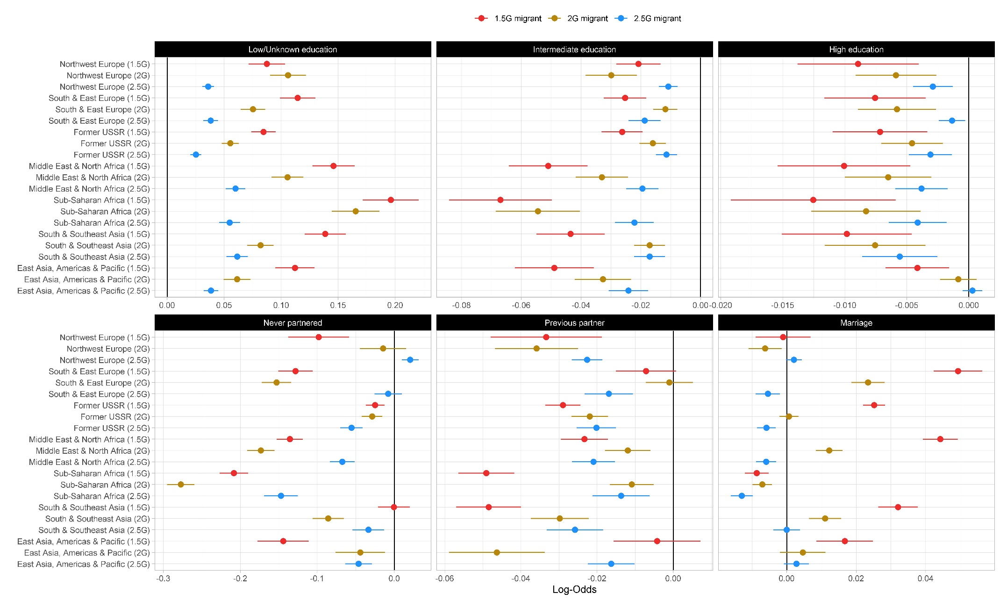 1.5G migrant 2G migrant 2.5G migrant
Low/Unknown education Intermediate education High education
Northwest Europe (1.5G)
Northwest Europe (2G)
Northwest Europe (2.5G)
South & East Europe (1.5G)
South & East Europe (2G)
South & East Europe (2.5G)
Former USSR (1.5G)
Former USSR (2G)
Former USSR (2.5G)
Middle East & North Africa (1.5G)
Middle East & North Africa (2G)
Middle East & North Africa (2.5G)
Sub-Saharan Africa (1.5G)
Sub-Saharan Africa (2G)
Sub-Saharan Africa (2.5G)
South & Southeast Asia (1.5G)
South & Southeast Asia (2G)
South & Southeast Asia (2.5G)
East Asia, Americas & Pacific (1.5G)
East Asia, Americas & Pacific (2G)
East Asia, Americas & Pacific (2.5G)
0.00 0.05 0.10 0.15 0.20 -0.08 -0.06 -0.04 -0.02 0.00 -0.020 -0.015 -0.010 -0.005 0.000
Never partnered Previous partner Marriage
Northwest Europe (1.5G)
Northwest Europe (2G)
Northwest Europe (2.5G)
South & East Europe (1.5G)
South & East Europe (2G)
South & East Europe (2.5G)
Former USSR (1.5G)
Former USSR (2G)
Former USSR (2.5G)
Middle East & North Africa (1.5G)
Middle East & North Africa (2G)
Middle East & North Africa (2.5G)
Sub-Saharan Africa (1.5G)
Sub-Saharan Africa (2G)
Sub-Saharan Africa (2.5G)
South & Southeast Asia (1.5G)
South & Southeast Asia (2G)
South & Southeast Asia (2.5G)
East Asia, Americas & Pacific (1.5G)
East Asia, Americas & Pacific (2G)
East Asia, Americas & Pacific (2.5G)
-0.3 -0.2 -0.1 0.0 -0.06 -0.04 -0.02 0.00 0.00 0.02 0.04
Log-Odds